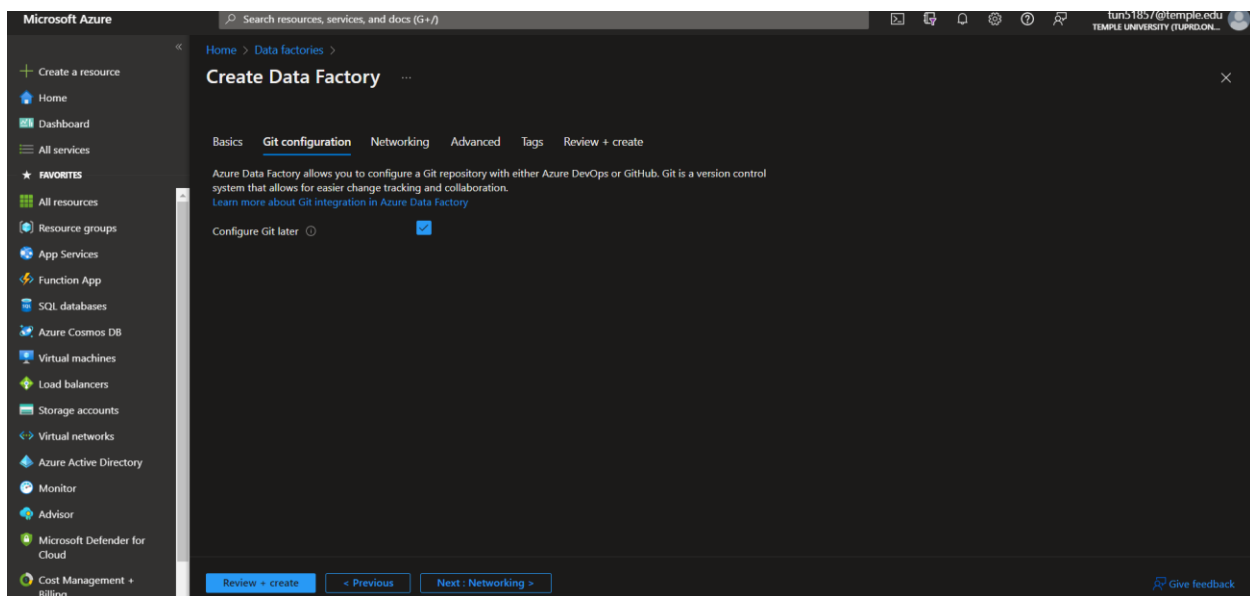 Microsoft Azure
Search resources, services, and docs (G+/)
tun51857@temple.edu
TEMPLE UNIVERSITY (TUPRD.ON...
Create a resource
Home
Dashboard
All services
FAVORITES
All resources
Resource groups
App Services
Function App
SQL databases
Azure Cosmos DB
Virtual machines
Load balancers
Storage accounts
Virtual networks
Azure Active Directory
Monitor
Advisor
Microsoft Defender for
Cloud
Cost Management +
Billing
Home > Data factories >
Create Data Factory ...
Basics Git configuration Networking Advanced Tags Review + create
Azure Data Factory allows you to configure a Git repository with either Azure DevOps or GitHub. Git is a version control
system that allows for easier change tracking and collaboration.
Learn more about Git integration in Azure Data Factory
Configure Git later
Review + create < Previous Next : Networking > Give feedback